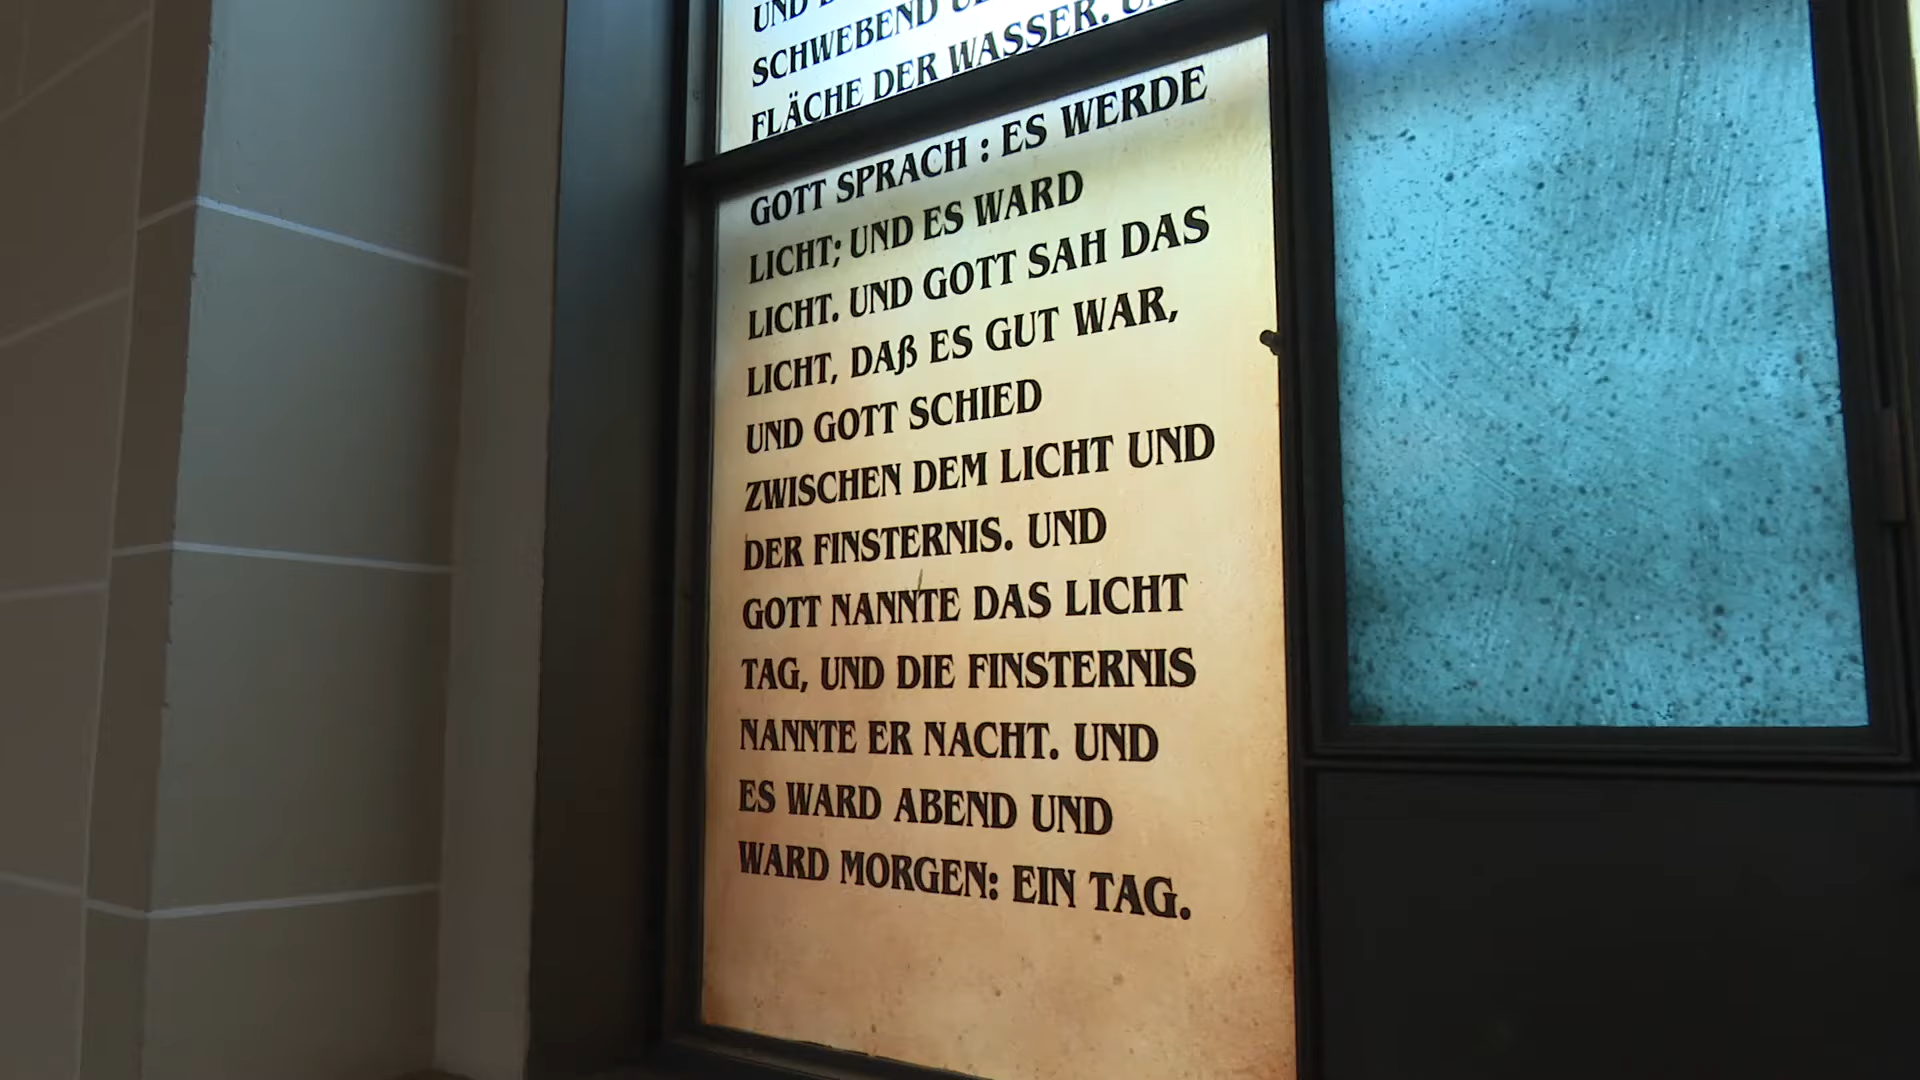 UND
SCHWEBEND
FLÄCHE DER WASSER.
GOTT SPRACH : ES WERDE
LICHT; UND ES WARD
LICHT. UND GOTT SAH DAS
LICHT, DAß ES GUT WAR,
UND GOTT SCHIED
ZWISCHEN DEM LICHT UND
DER FINSTERNIS. UND
GOTT NANNTE DAS LICHT
TAG, UND DIE FINSTERNIS
NANNTE ER NACHT. UND
ES WARD ABEND UND
WARD MORGEN: EIN TAG.